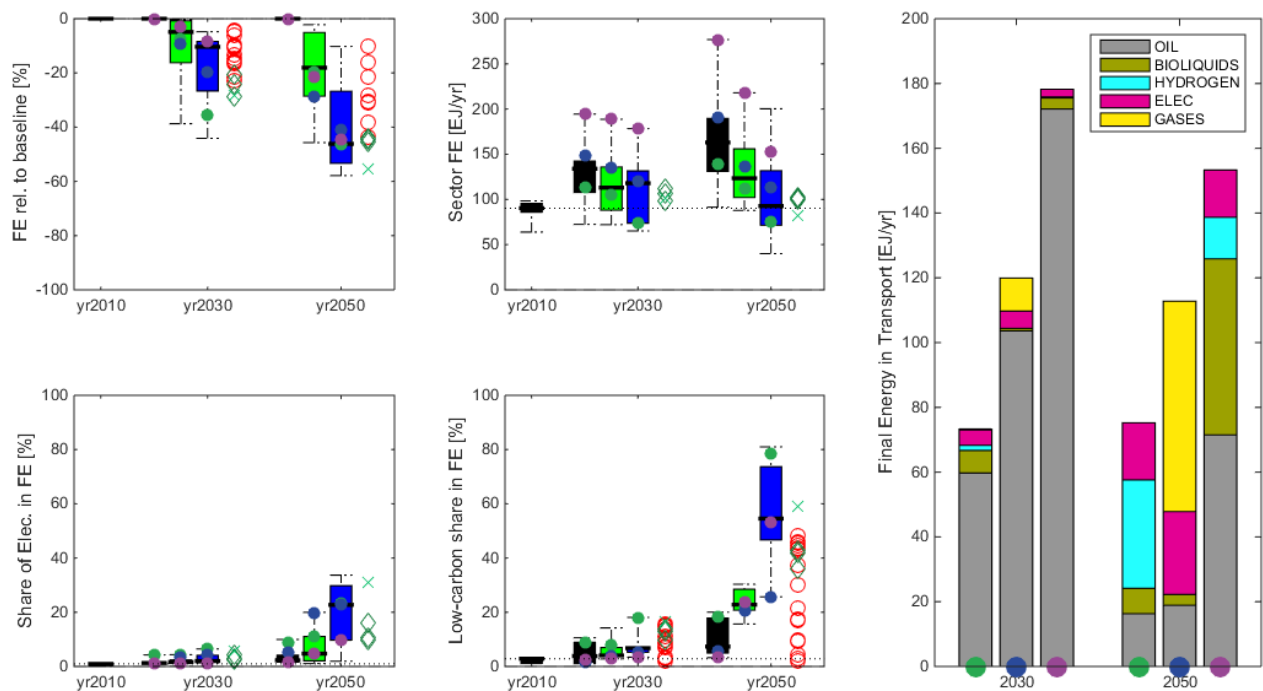 FE rel. to baseline [%]
0
-20
-40
-60
-80
-100
yr2010
yr2030
yr2050
Sector FE [EJ/yr]
300
250
200
150
100
50
0
yr2010
yr2030
yr2050
Share of Elec. in FE [%]
100
80
60
40
20
0
yr2010
yr2030
yr2050
Low-carbon share in FE [%]
100
80
60
40
20
0
yr2010
yr2030
yr2050
Final Energy in Transport [EJ/yr]
200
180
160
140
120
100
80
60
40
20
0
OIL
BIOLIQUIDS
HYDROGEN
ELEC
GASES
2030
2050